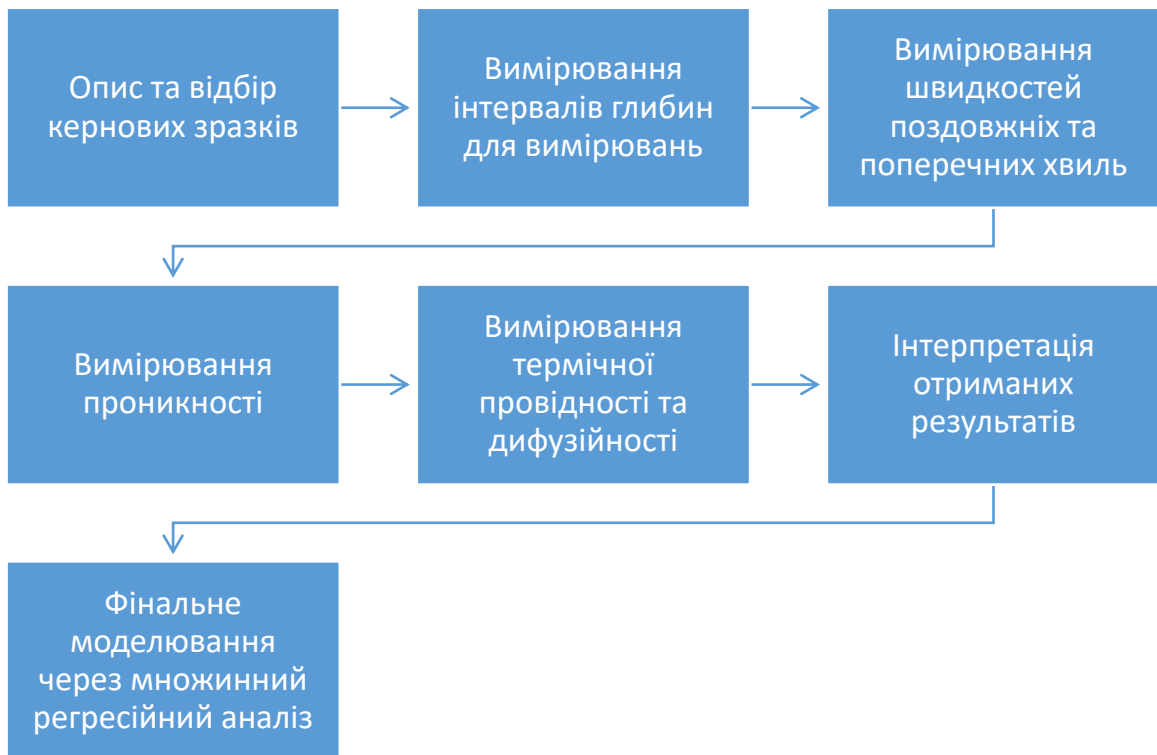 Опис та відбір
кернових зразків
Вимірювання
інтервалів глибин
для вимірювань
Вимірювання
швидкостей
поздовжніх та
поперечних хвиль
Вимірювання
проникності
Вимірювання
термічної
провідності та
дифузійності
Інтерпретація
отриманих
результатів
Фінальне
моделювання
через множинний
регресійний аналіз